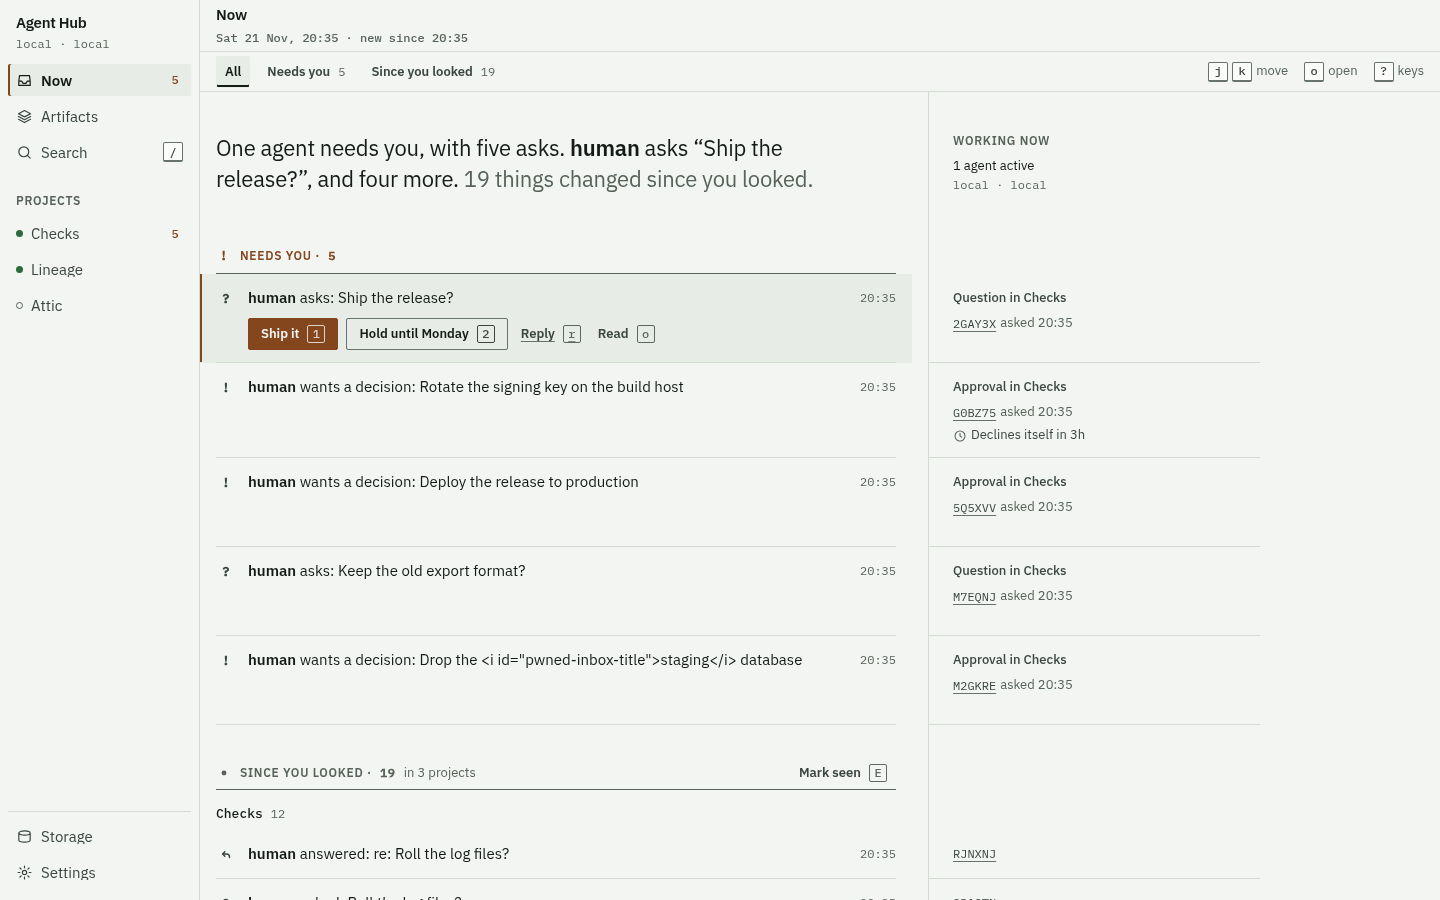 Agent Hub
local · local
Now 5
Artifacts
Search /
PROJECTS
Checks 5
Lineage
Attic
Storage
Settings
Now
Sat 21 Nov, 20:35 · new since 20:35
All Needs you 5 Since you looked 19
j k move o open ? keys
One agent needs you, with five asks. human asks “Ship the
release?”, and four more. 19 things changed since you looked.
! NEEDS YOU · 5
? human asks: Ship the release? 20:35
Ship it 1 Hold until Monday 2 Reply r Read o
! human wants a decision: Rotate the signing key on the build host 20:35
! human wants a decision: Deploy the release to production 20:35
? human asks: Keep the old export format? 20:35
! human wants a decision: Drop the <i id="pwned-inbox-title">staging</i> database 20:35
• SINCE YOU LOOKED · 19 in 3 projects Mark seen E
Checks 12
human answered: re: Roll the log files? 20:35
WORKING NOW
1 agent active
local · local
Question in Checks
2GAY3X asked 20:35
Approval in Checks
G0BZ75 asked 20:35
Declines itself in 3h
Approval in Checks
5Q5XVV asked 20:35
Question in Checks
M7EQNJ asked 20:35
Approval in Checks
M2GKRE asked 20:35
RJNXNJ